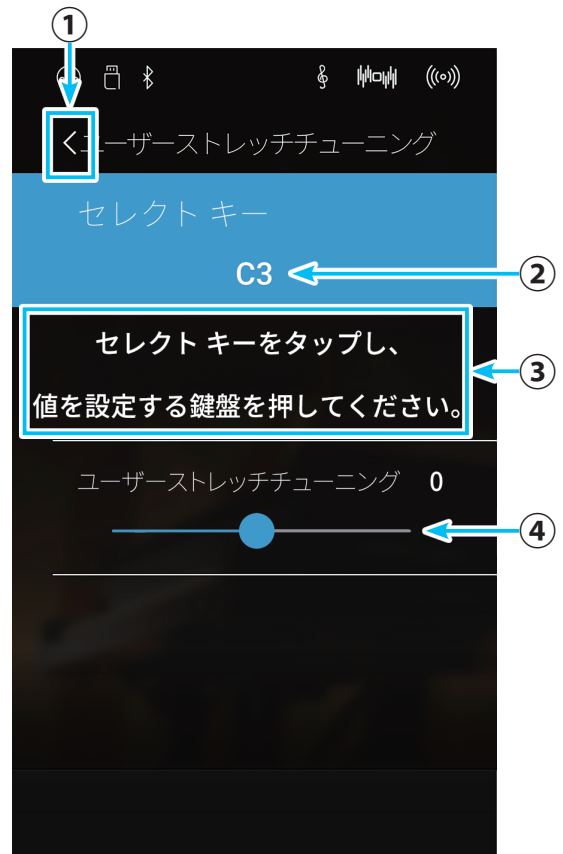 ①
ユーザーストレッチチューニング
セレクト キー
C3
②
セレクト キーをタップし、
値を設定する鍵盤を押してください。
③
ユーザーストレッチチューニング 0
④